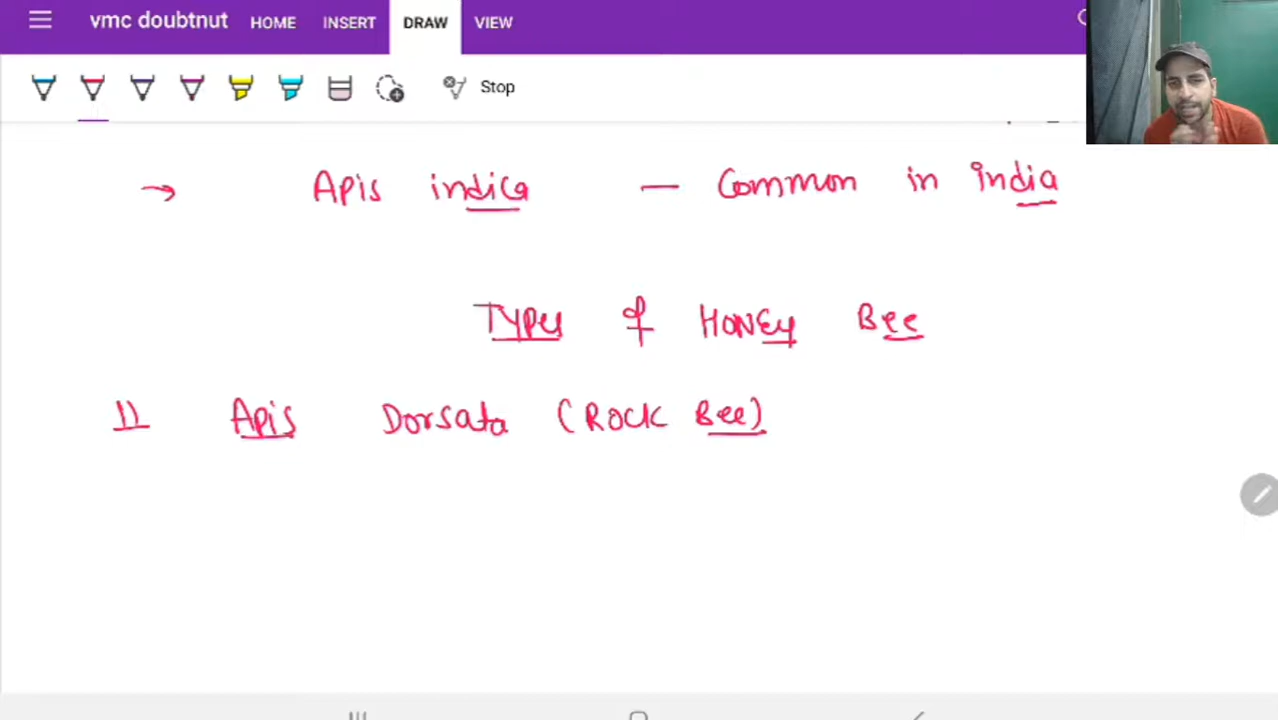 vmc doubtnut HOME INSERT DRAW VIEW
Stop
→ Apis indica — Common in india
Types of Honey Bee
1) Apis Dorsata (Rock Bee)